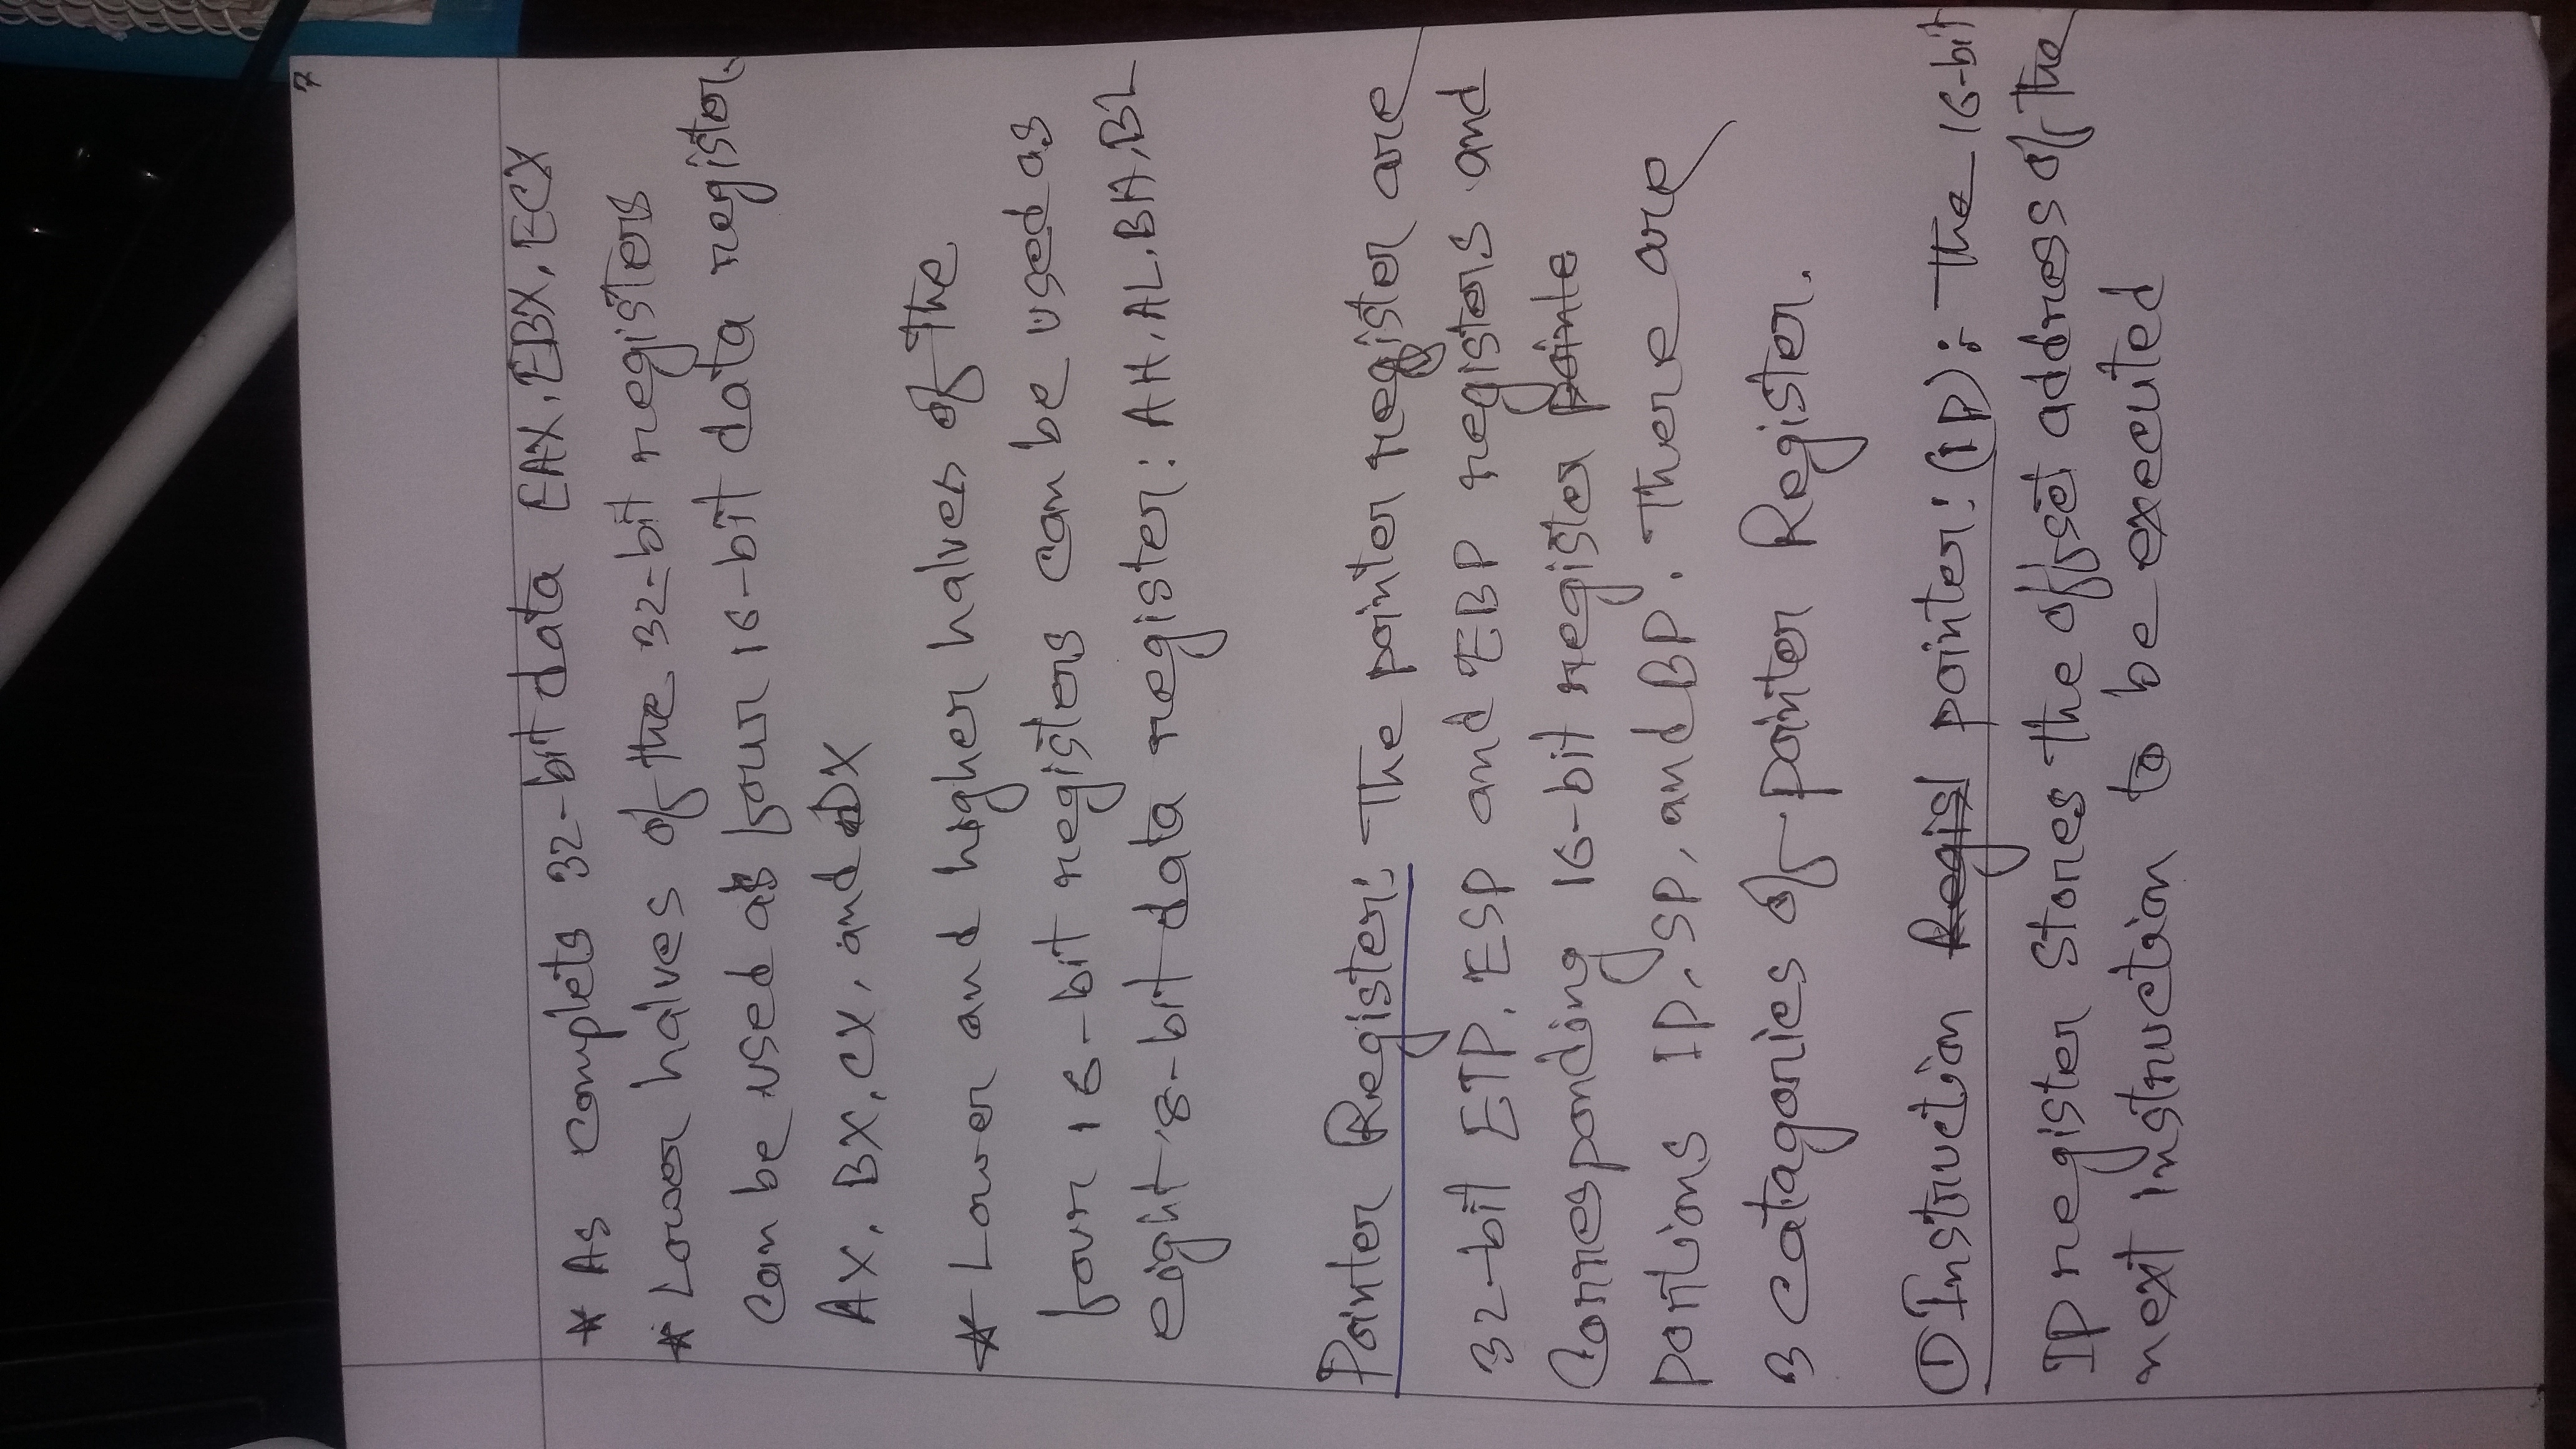 7
* As complets 32-bit data EAX, EBX, ECX
* Lower halves of the 32-bit registers
can be used as four 16-bit data register.
AX, BX, CX, and DX
* Lower and higher halves of the
four 16-bit registers can be used as
eight 8-bit data register: AH, AL, BH, BL
Pointer Register: The pointer register are
32-bit EIP, ESP and EBP registers and
Corresponding 16-bit register pointe
portions IP, SP, and BP. There are
3 catagories of pointer Register.
① Instruction Regis pointer: (IP): The 16-bit
IP register stores the offset address of the
next instruction to be executed